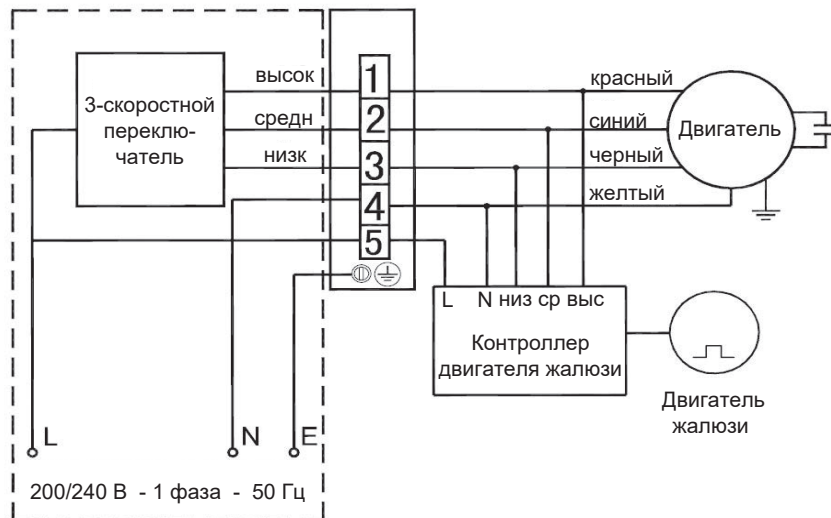 3-скоростной
переклю-
чатель
высок
средн
низк
1
2
3
4
5
красный
синий
черный
желтый
Двигатель
L N низ ср выс
Контроллер
двигателя жалюзи
Двигатель
жалюзи
L N E
200/240 В - 1 фаза - 50 Гц